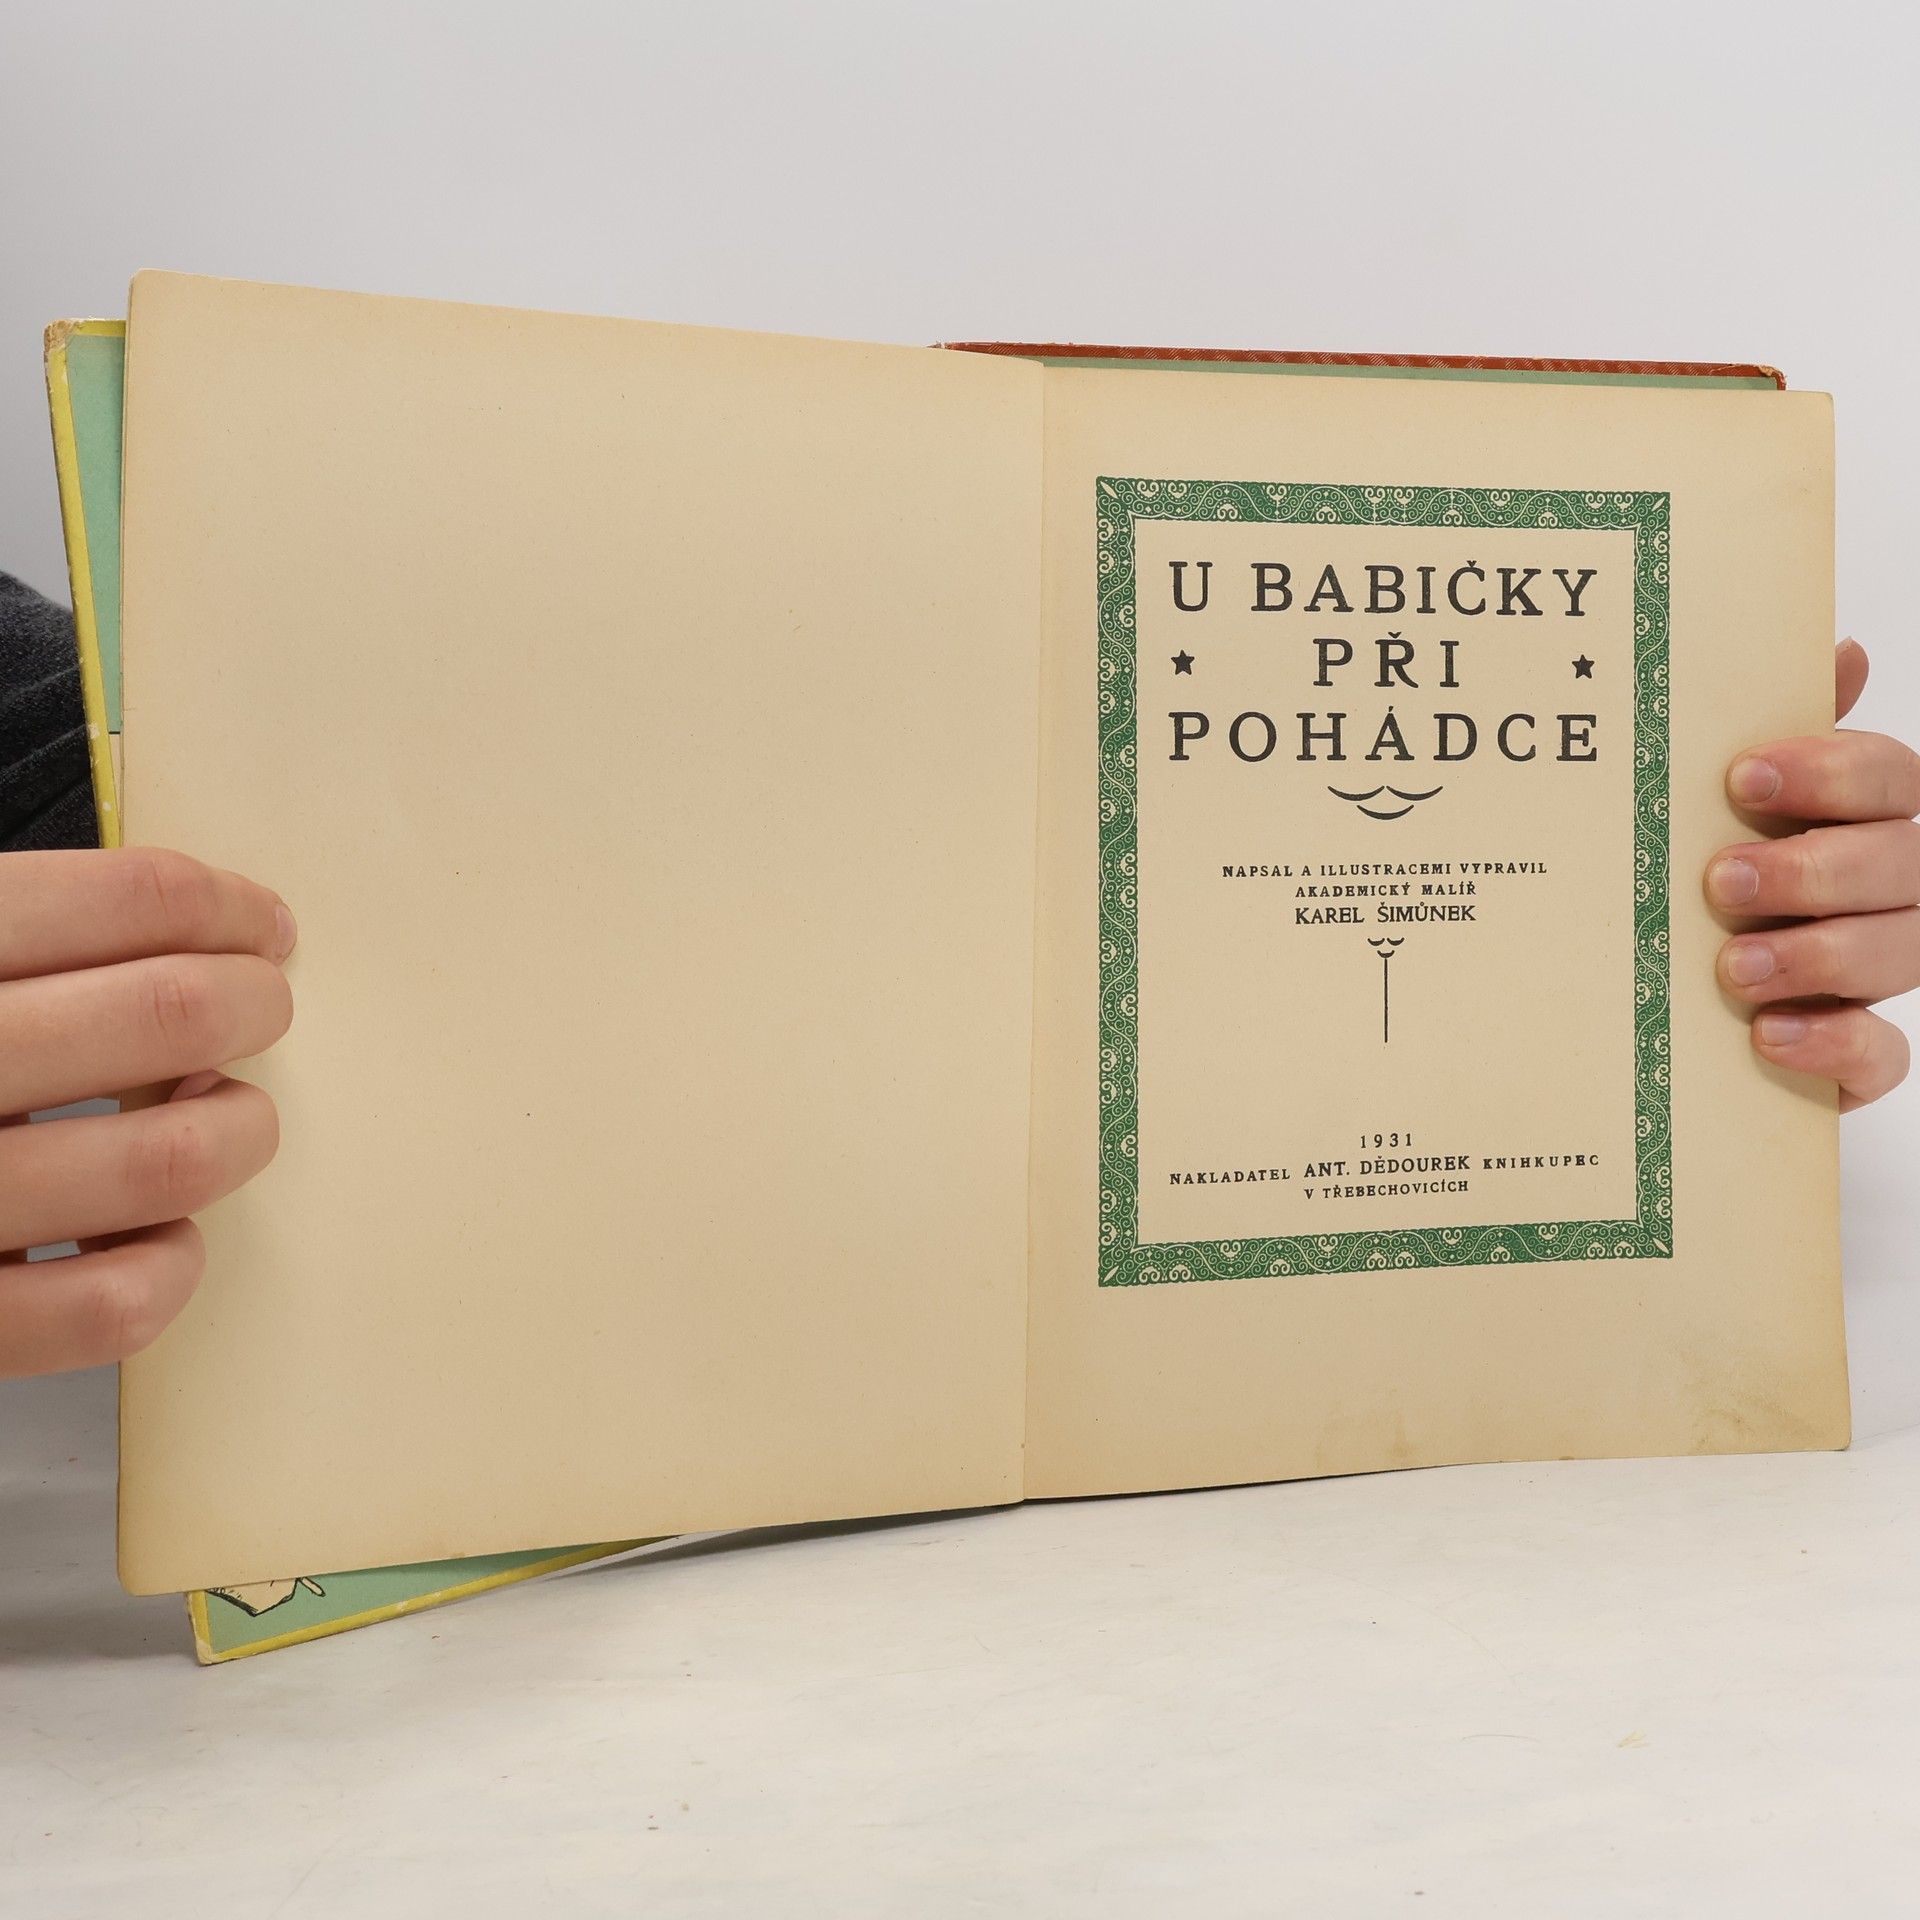 U BABIČKY
★ PŘI ★
POHÁDCE
NAPSAL A ILLUSTRACEMI VYPRAVIL
AKADEMICKÝ MALÍŘ
KAREL ŠIMŮNEK
1931
NAKLADATEL ANT. DĚDOUREK KNIHKUPEC
V TŘEBECHOVICÍCH